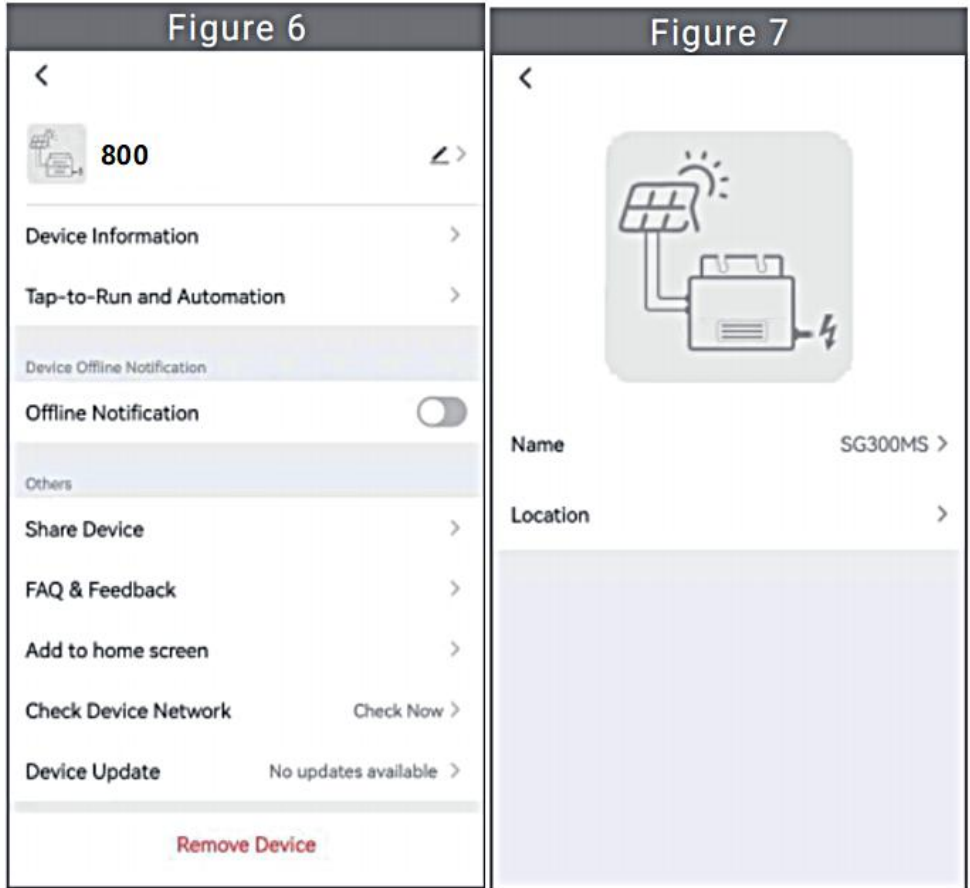 Figure 6
800
Device Information
Tap-to-Run and Automation
Device Offline Notification
Offline Notification
Others
Share Device
FAQ & Feedback
Add to home screen
Check Device Network Check Now
Device Update No updates available
Remove Device
Figure 7
Name SG300MS
Location